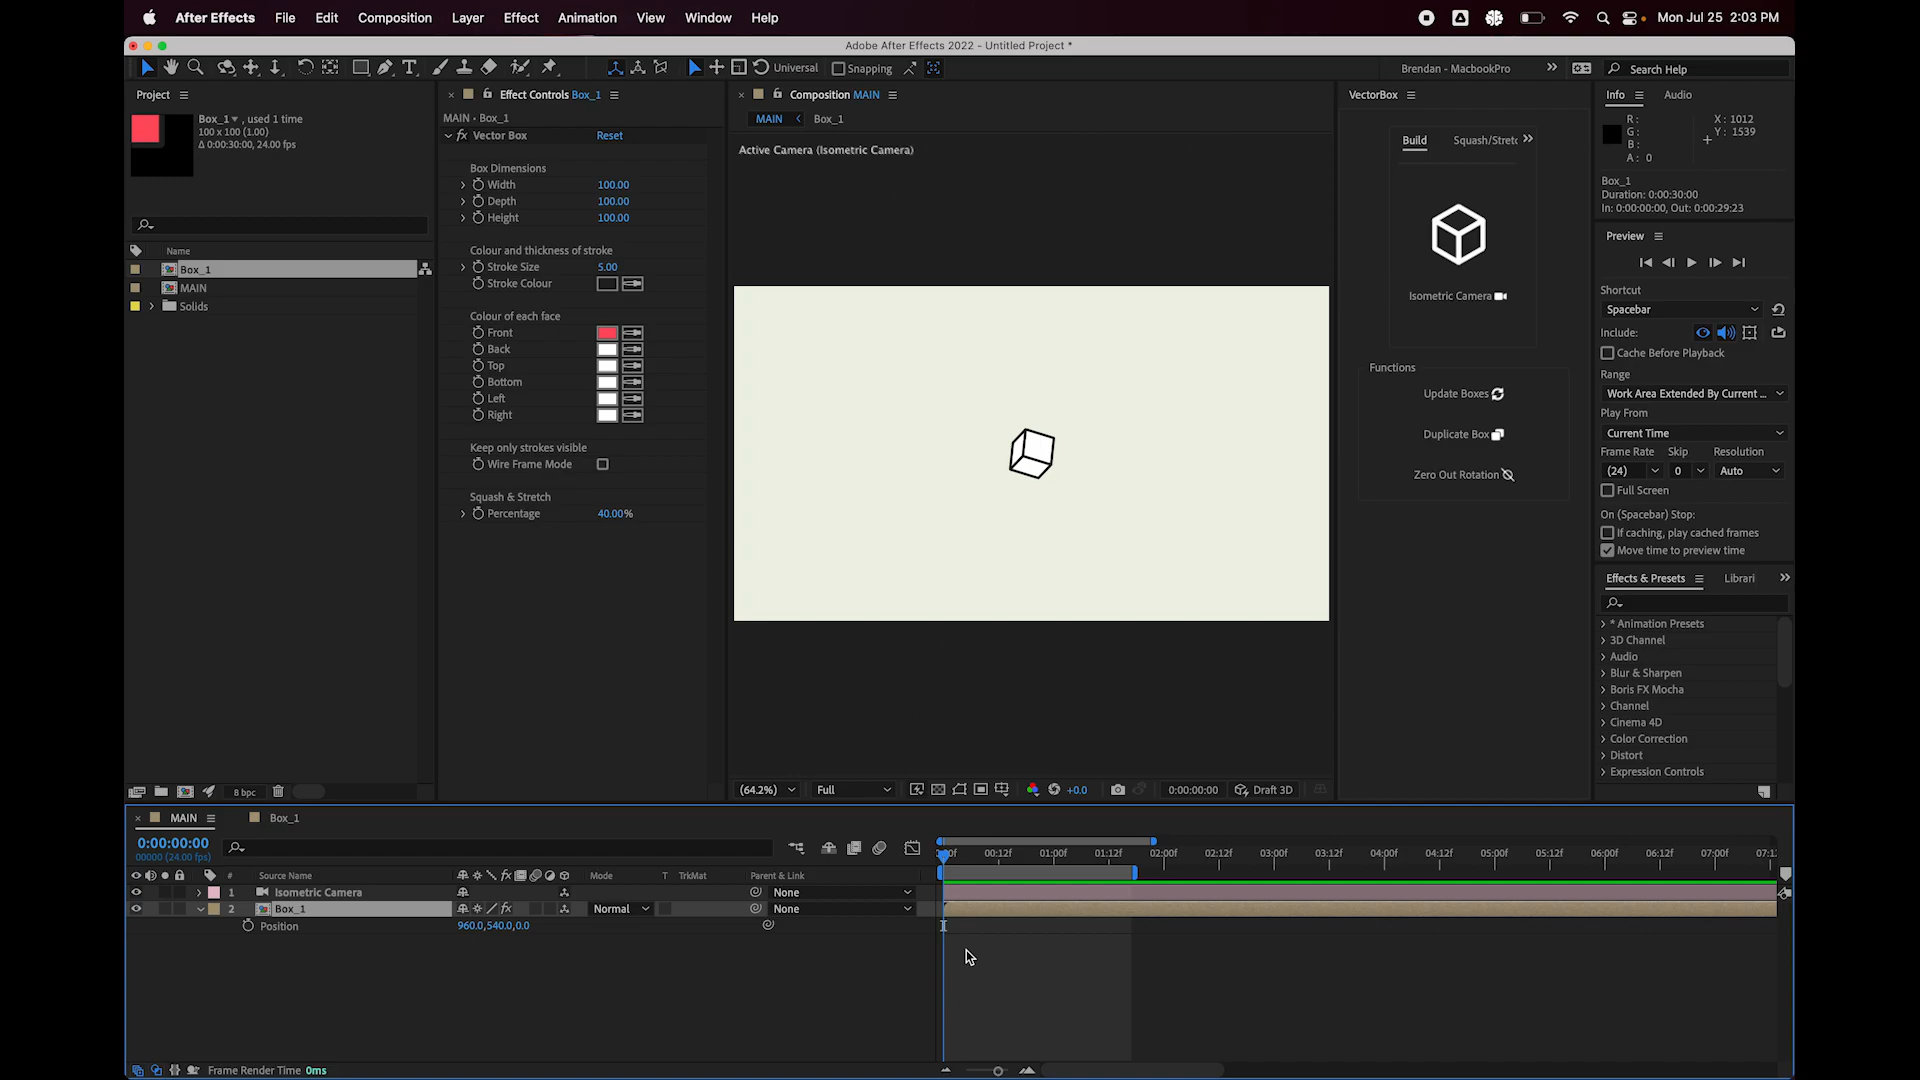 After Effects File Edit Composition Layer Effect Animation View Window Help Mon Jul 25 2:03 PM
Adobe After Effects 2022 - Untitled Project *
Universal Snapping Brendan - MacbookPro Search Help
Project
Box_1, used 1 time
100 x 100 (1.00)
Δ 0:00:30:00, 24.00 fps
Name
Box_1
MAIN
Solids
8 bpc
Effect Controls Box_1
MAIN • Box_1
fx Vector Box Reset
Box Dimensions
Width 100.00
Depth 100.00
Height 100.00
Colour and thickness of stroke
Stroke Size 5.00
Stroke Colour
Colour of each face
Front
Back
Top
Bottom
Left
Right
Keep only strokes visible
Wire Frame Mode
Squash & Stretch
Percentage 40.00%
Composition MAIN
MAIN Box_1
Active Camera (Isometric Camera)
(64.2%) Full +0.0 0:00:00:00 Draft 3D
VectorBox
Build Squash/Stretc
Isometric Camera
Functions
Update Boxes
Duplicate Box
Zero Out Rotation
Info Audio
R: X: 1012
G: Y: 1539
B:
A: 0
Box_1
Duration: 0:00:30:00
In: 0:00:00:00, Out: 0:00:29:23
Preview
Shortcut
Spacebar
Include:
Cache Before Playback
Range
Work Area Extended By Current ...
Play From
Current Time
Frame Rate Skip Resolution
(24) 0 Auto
Full Screen
On (Spacebar) Stop:
If caching, play cached frames
Move time to preview time
Effects & Presets Librari
* Animation Presets
3D Channel
Audio
Blur & Sharpen
Boris FX Mocha
Channel
Cinema 4D
Color Correction
Distort
Expression Controls
MAIN Box_1
0:00:00:00
00000 (24.00 fps)
00:12f 01:00f 01:12f 02:00f 02:12f 03:00f 03:12f 04:00f 04:12f 05:00f 05:12f 06:00f 06:12f 07:00f 07:1
# Source Name fx Mode T TrkMat Parent & Link
1 Isometric Camera None
2 Box_1 fx Normal None
Position 960.0,540.0,0.0
Frame Render Time 0ms